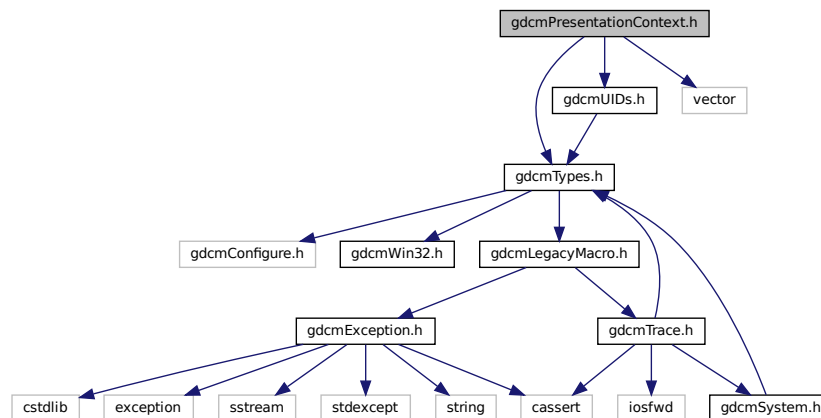 gdcmPresentationContext.h
gdcmUIDs.h
vector
gdcmTypes.h
gdcmConfigure.h
gdcmWin32.h
gdcmLegacyMacro.h
gdcmException.h
gdcmTrace.h
cstdlib
exception
sstream
stdexcept
string
cassert
iosfwd
gdcmSystem.h